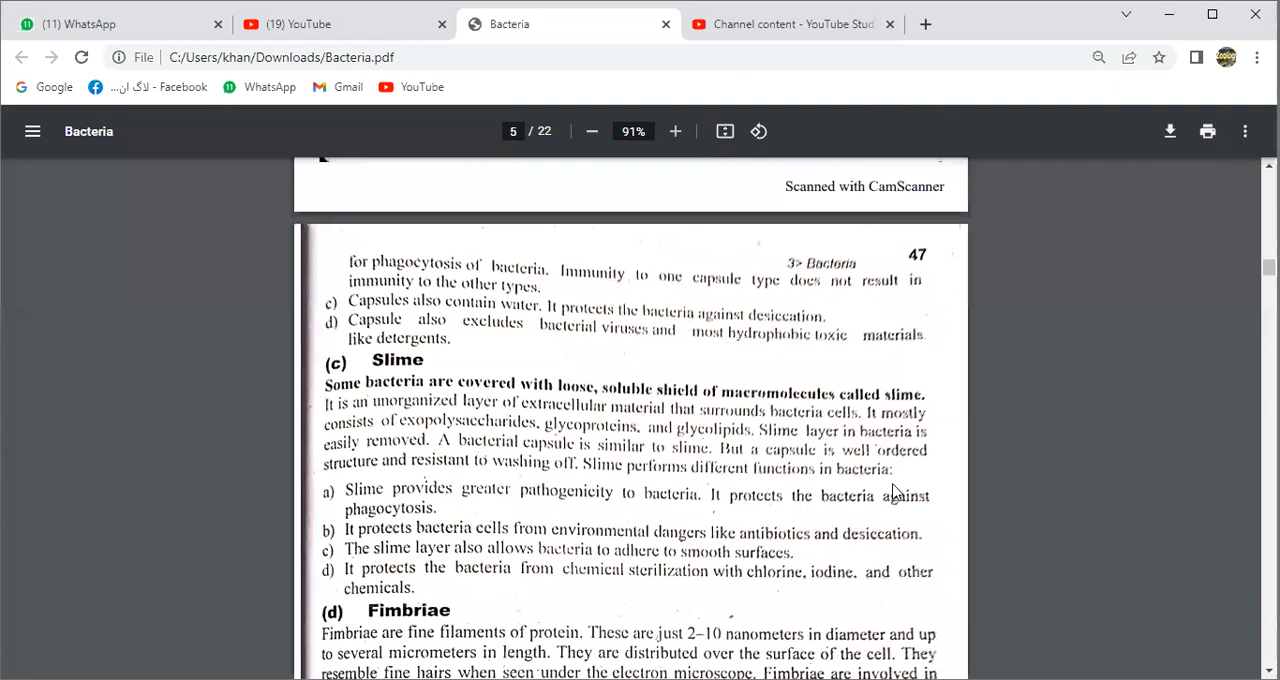 (11) WhatsApp
(19) YouTube
Bacteria
Channel content - YouTube Stud
File
C:/Users/khan/Downloads/Bacteria.pdf
Google
لاگ ان... - Facebook
WhatsApp
Gmail
YouTube
Bacteria
5 / 22
91%
Scanned with CamScanner
3> Bacteria 47
for phagocytosis of bacteria. Immunity to one capsule type does not result in
immunity to the other types.
c) Capsules also contain water. It protects the bacteria against desiccation.
d) Capsule also excludes bacterial viruses and most hydrophobic toxic materials
like detergents.
(c) Slime
Some bacteria are covered with loose, soluble shield of macromolecules called slime.
It is an unorganized layer of extracellular material that surrounds bacteria cells. It mostly
consists of exopolysaccharides, glycoproteins, and glycolipids. Slime layer in bacteria is
easily removed. A bacterial capsule is similar to slime. But a capsule is well ordered
structure and resistant to washing off. Slime performs different functions in bacteria:
a) Slime provides greater pathogenicity to bacteria. It protects the bacteria against
phagocytosis.
b) It protects bacteria cells from environmental dangers like antibiotics and desiccation.
c) The slime layer also allows bacteria to adhere to smooth surfaces.
d) It protects the bacteria from chemical sterilization with chlorine, iodine, and other
chemicals.
(d) Fimbriae
Fimbriae are fine filaments of protein. These are just 2–10 nanometers in diameter and up
to several micrometers in length. They are distributed over the surface of the cell. They
resemble fine hairs when seen under the electron microscope. Fimbriae are involved in